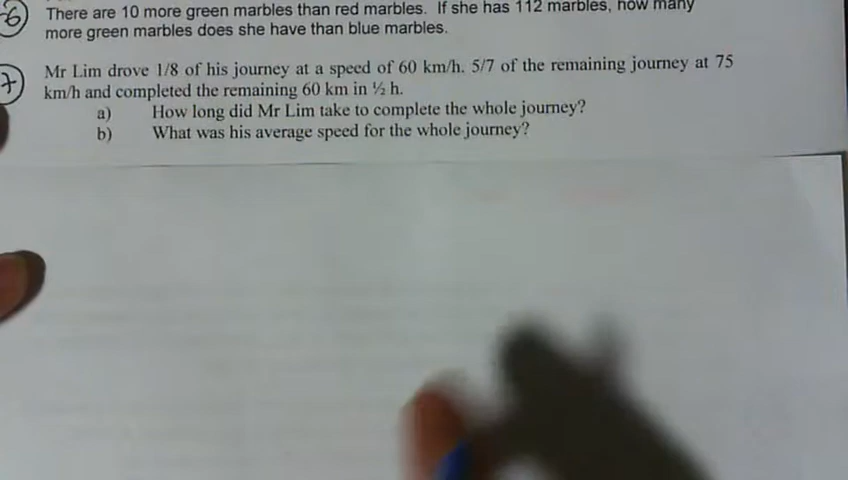 6
There are 10 more green marbles than red marbles. If she has 112 marbles, how many
more green marbles does she have than blue marbles.
7
Mr Lim drove 1/8 of his journey at a speed of 60 km/h. 5/7 of the remaining journey at 75
km/h and completed the remaining 60 km in ½ h.
a) How long did Mr Lim take to complete the whole journey?
b) What was his average speed for the whole journey?